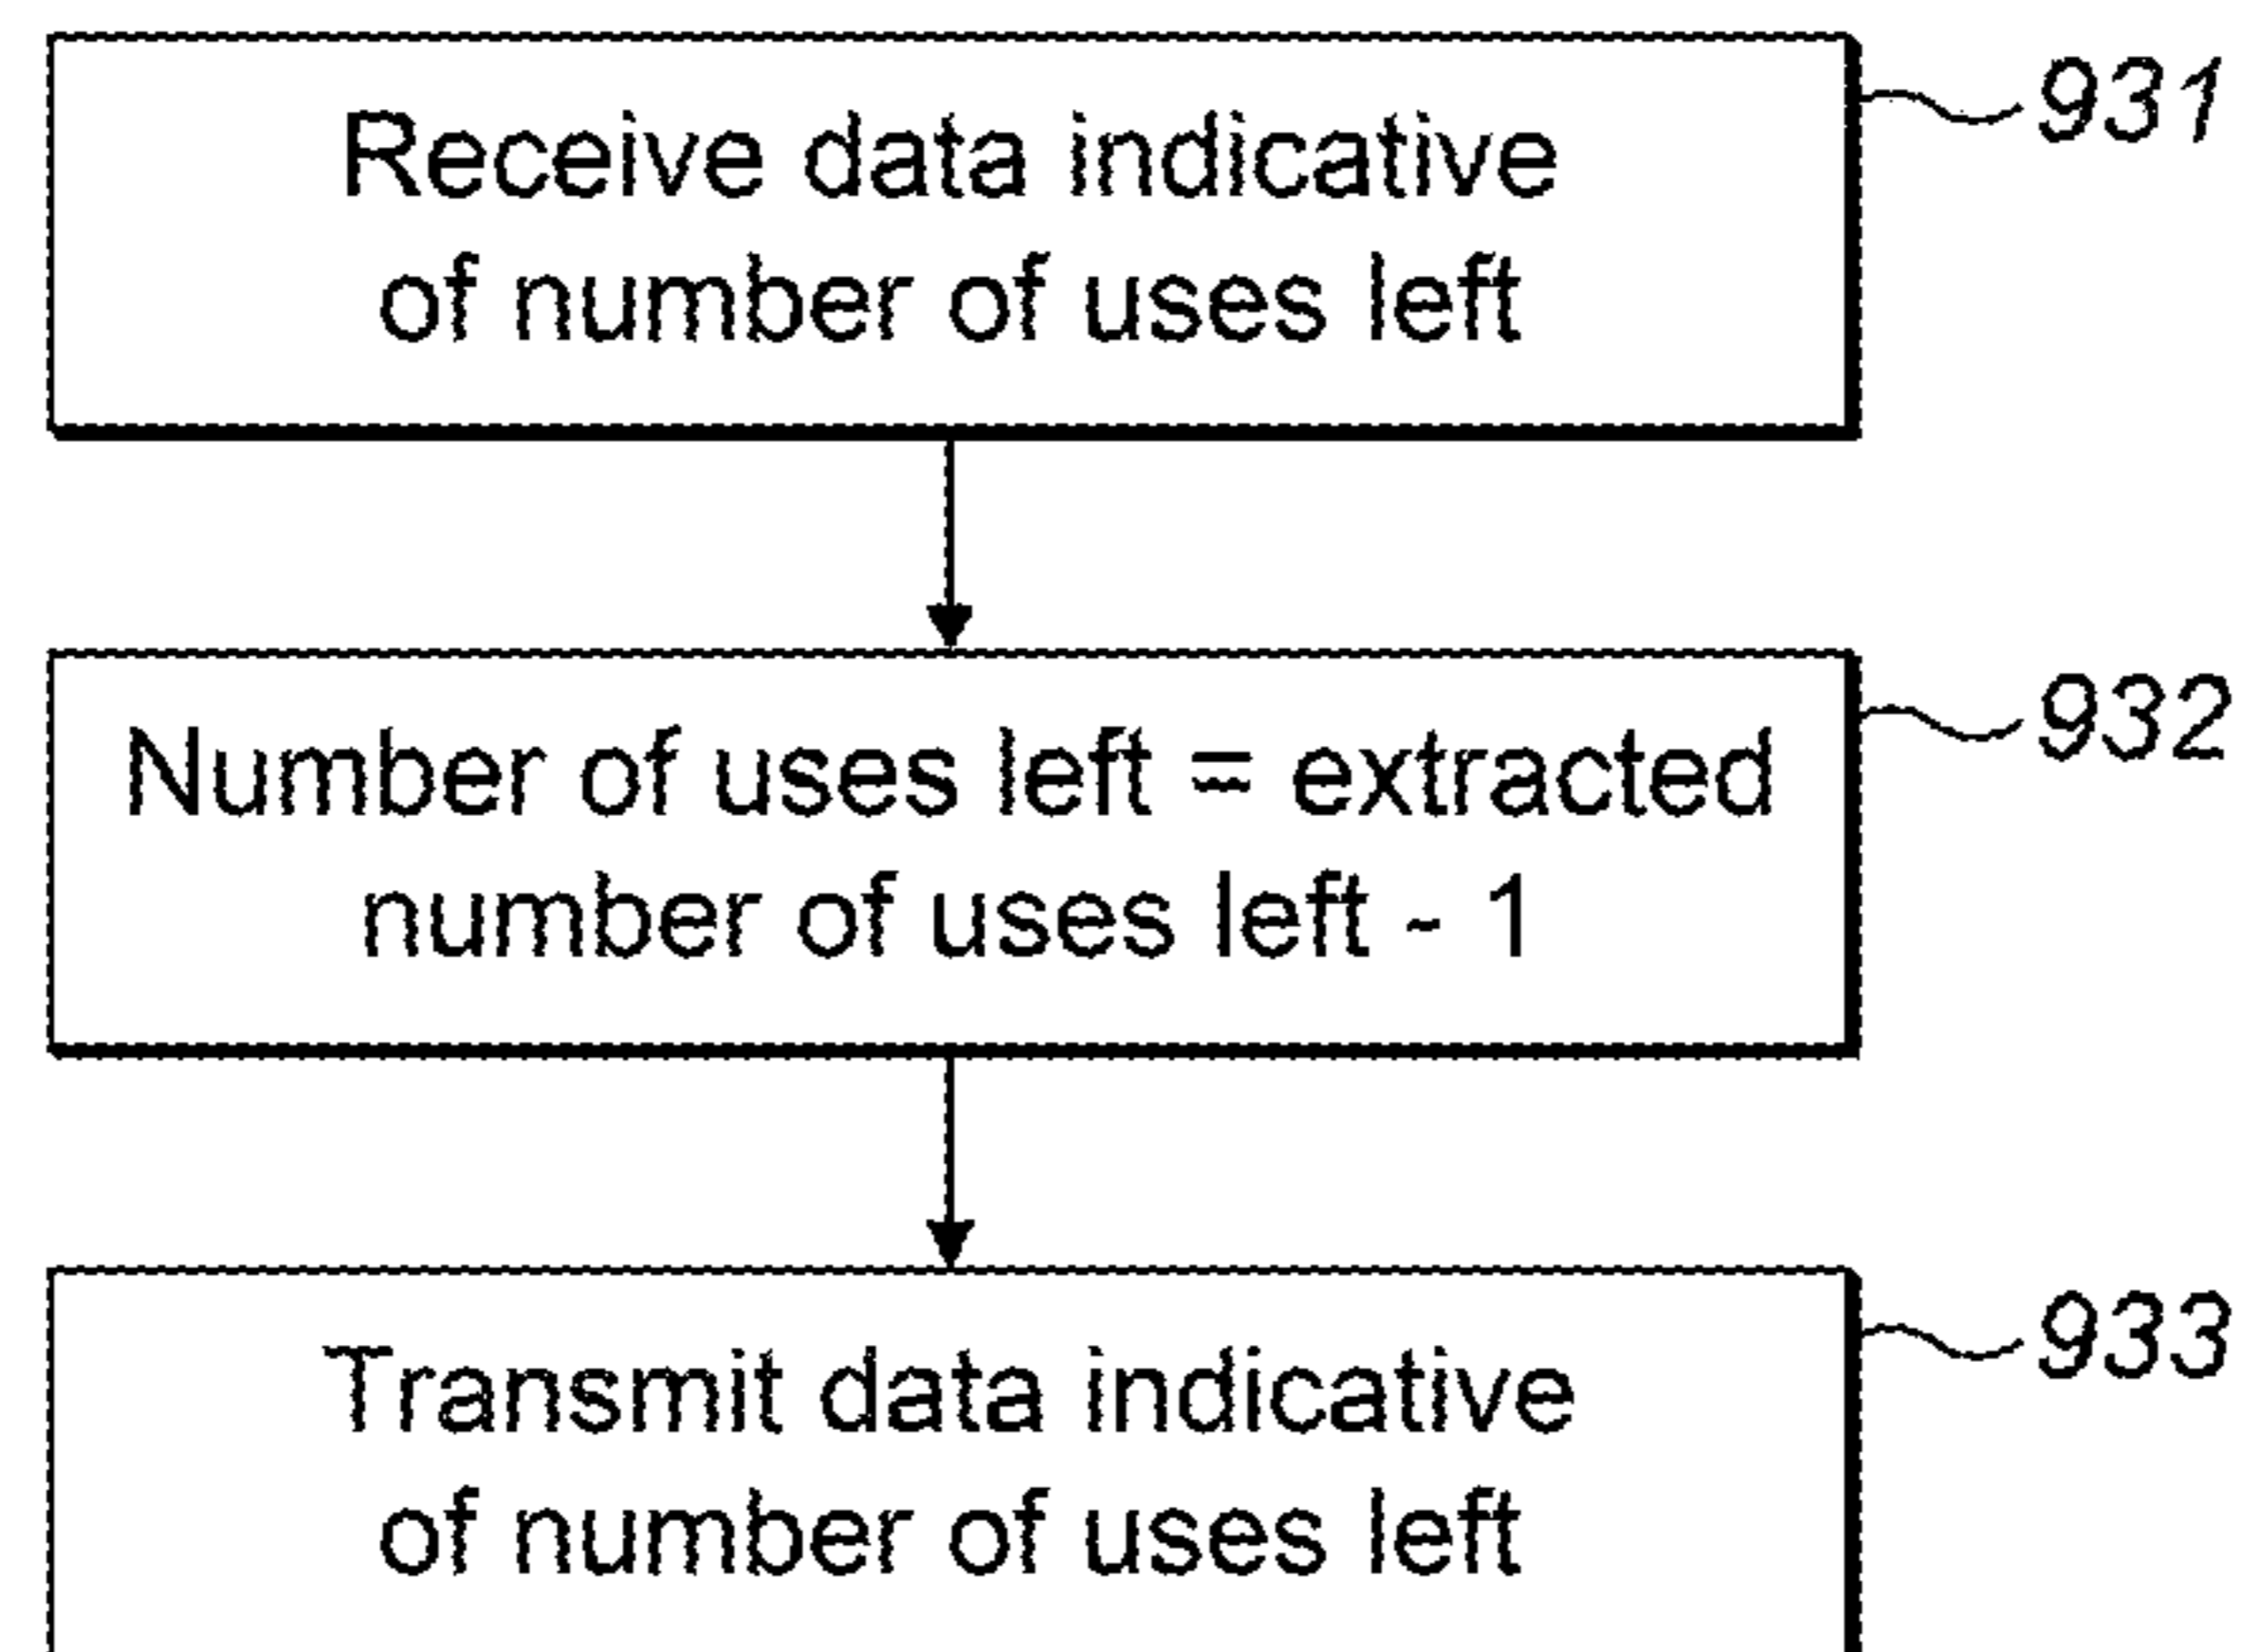 Receive data indicative
of number of uses left
931
Number of uses left = extracted
number of uses left - 1
932
Transmit data indicative
of number of uses left
933